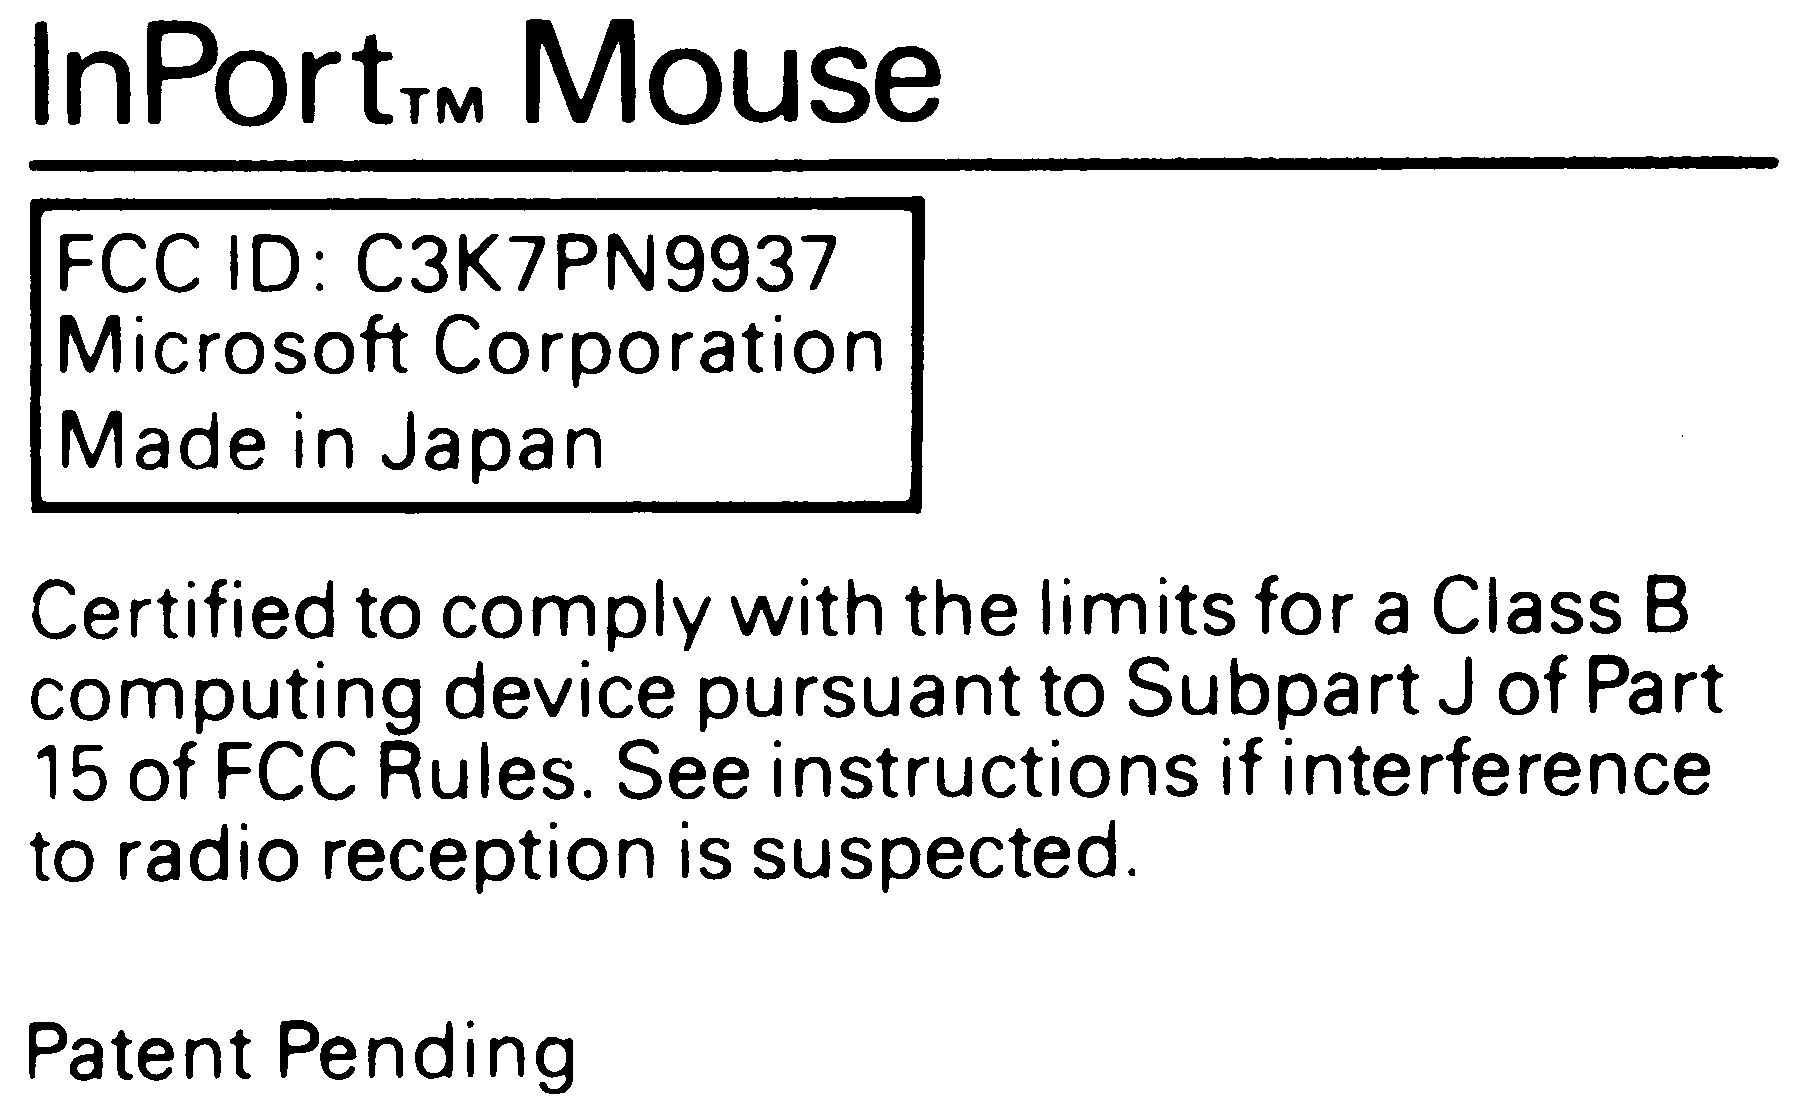 InPort™ Mouse
FCC ID: C3K7PN9937
Microsoft Corporation
Made in Japan
Certified to comply with the limits for a Class B
computing device pursuant to Subpart J of Part
15 of FCC Rules. See instructions if interference
to radio reception is suspected.
Patent Pending